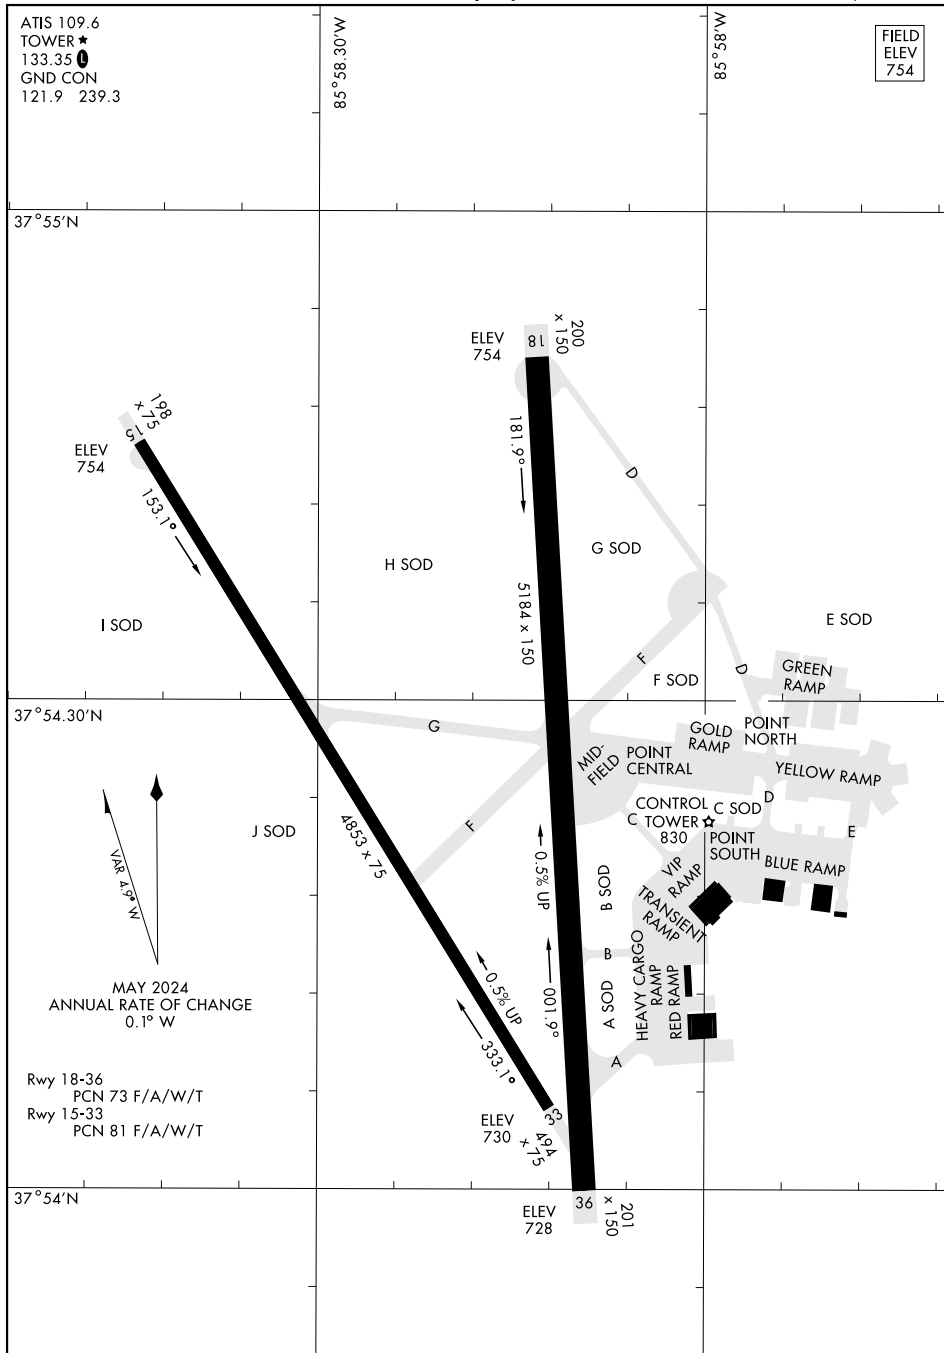 ATIS 109.6
TOWER ★
133.35 L
GND CON
121.9 239.3
85°58.30'W
85°58'W
FIELD
ELEV
754
37°55'N
ELEV
754
18
200
x 150
198
x 75
15
ELEV
754
153.1°
181.9°
D
G SOD
H SOD
5184 x 150
I SOD
E SOD
F
F SOD
D
GREEN
RAMP
37°54.30'N
G
GOLD
RAMP
POINT
NORTH
MID-
FIELD
POINT
CENTRAL
YELLOW RAMP
VAR 4.9° W
J SOD
F
4853 x 75
CONTROL
TOWER
830
C
C SOD
D
E
POINT
SOUTH
BLUE RAMP
VIP
RAMP
0.5% UP
B SOD
TRANSIENT
RAMP
B
HEAVY CARGO
RAMP
RED RAMP
A SOD
001.9°
0.5% UP
333.1°
A
MAY 2024
ANNUAL RATE OF CHANGE
0.1° W
Rwy 18-36
PCN 73 F/A/W/T
Rwy 15-33
PCN 81 F/A/W/T
33
ELEV
730
494
x 75
37°54'N
36
201
x 150
ELEV
728